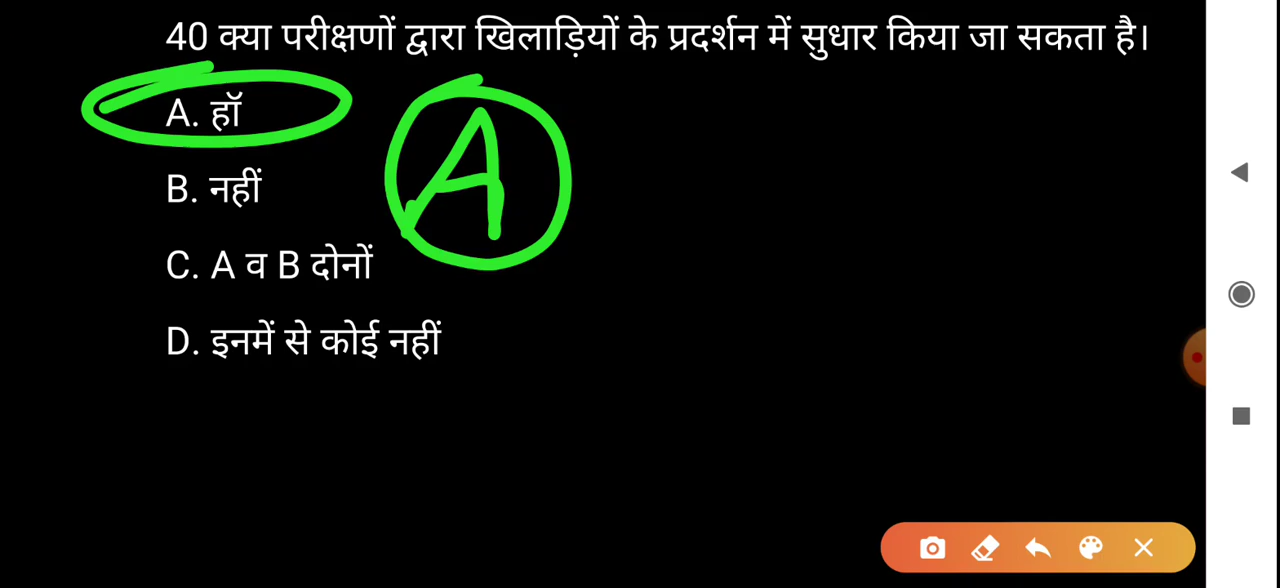 40 क्या परीक्षणों द्वारा खिलाड़ियों के प्रदर्शन में सुधार किया जा सकता है।
A. हॉ
A
B. नहीं
C. A व B दोनों
D. इनमें से कोई नहीं